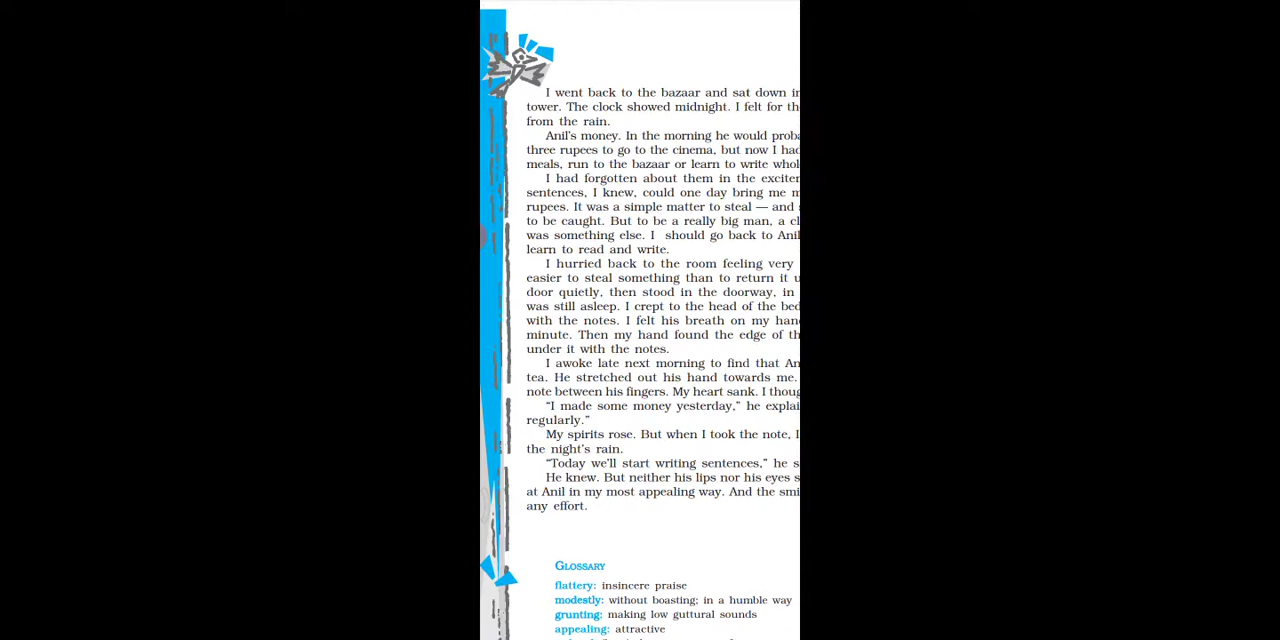 I went back to the bazaar and sat down in
tower. The clock showed midnight. I felt for the
from the rain.
Anil's money. In the morning he would proba
three rupees to go to the cinema, but now I had
meals, run to the bazaar or learn to write whol
I had forgotten about them in the exciter
sentences, I knew, could one day bring me m
rupees. It was a simple matter to steal — and s
to be caught. But to be a really big man, a cl
was something else. I should go back to Anil
learn to read and write.
I hurried back to the room feeling very
easier to steal something than to return it u
door quietly, then stood in the doorway, in
was still asleep. I crept to the head of the bed
with the notes. I felt his breath on my hand
minute. Then my hand found the edge of th
under it with the notes.
I awoke late next morning to find that An
tea. He stretched out his hand towards me.
note between his fingers. My heart sank. I thoug
“I made some money yesterday,” he explai
regularly.”
My spirits rose. But when I took the note, I
the night's rain.
“Today we'll start writing sentences,” he s
He knew. But neither his lips nor his eyes s
at Anil in my most appealing way. And the smi
any effort.
GLOSSARY
flattery: insincere praise
modestly: without boasting; in a humble way
grunting: making low guttural sounds
appealing: attractive